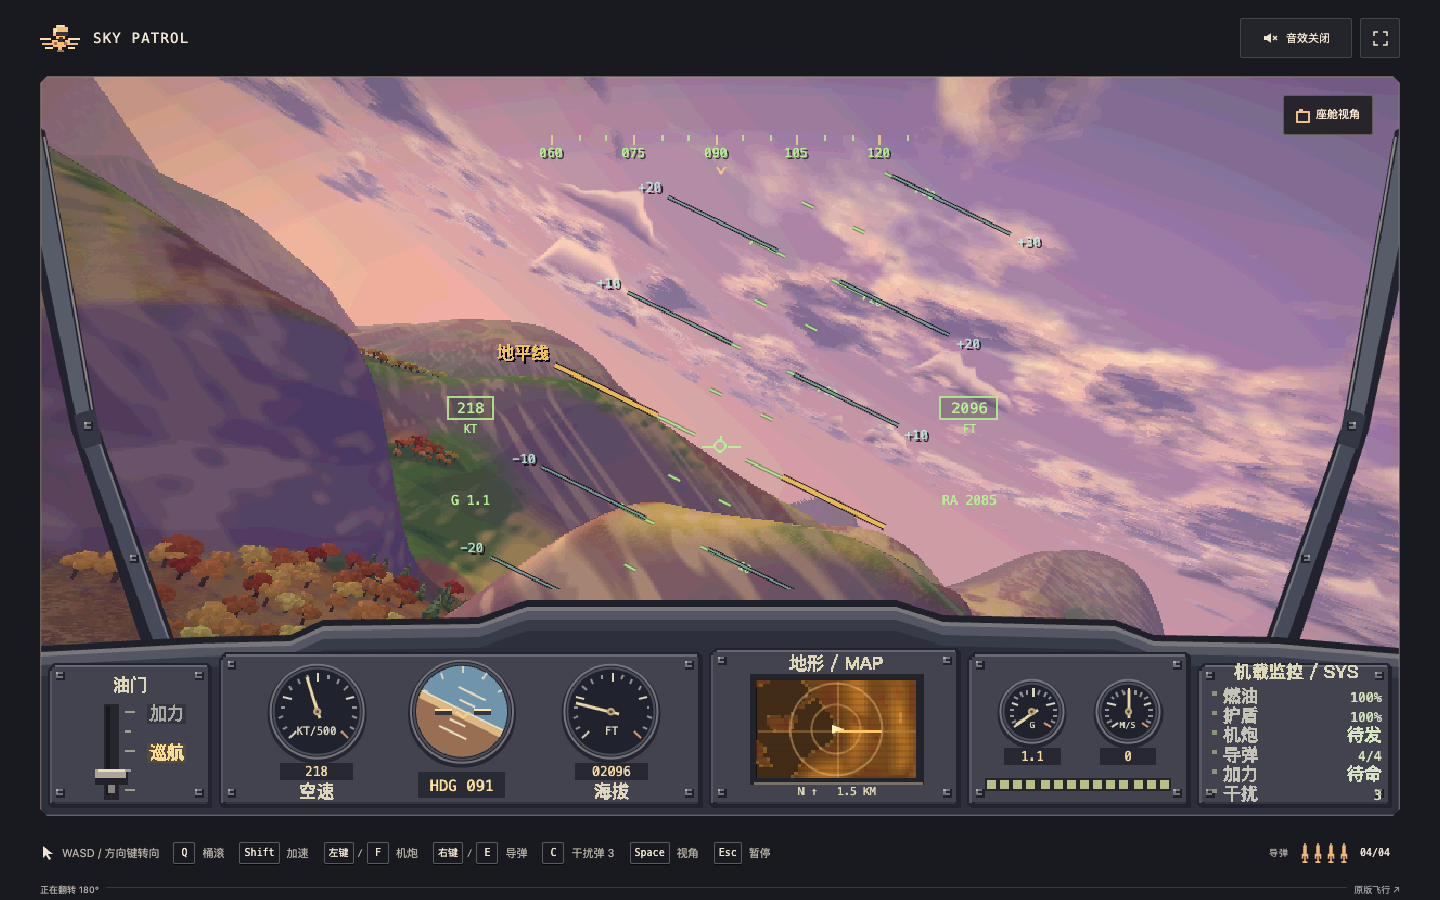 SKY PATROL
音效关闭
座舱视角
060 075 090 105 120
+20
+30
+10
+20
地平线
218
KT
2096
FT
+10
-10
G 1.1
RA 2085
-20
油门
加力
巡航
KT/500
218
空速
HDG 091
FT
02096
海拔
地形 / MAP
N ↑ 1.5 KM
G
1.1
M/S
0
机载监控 / SYS
燃油 100%
护盾 100%
机炮 待发
导弹 4/4
加力 待命
干扰 3
WASD / 方向键转向 Q 桶滚 Shift 加速 左键 / F 机炮 右键 / E 导弹 C 干扰弹 3 Space 视角 Esc 暂停
导弹 04/04
正在翻转 180°
原版飞行 ↗